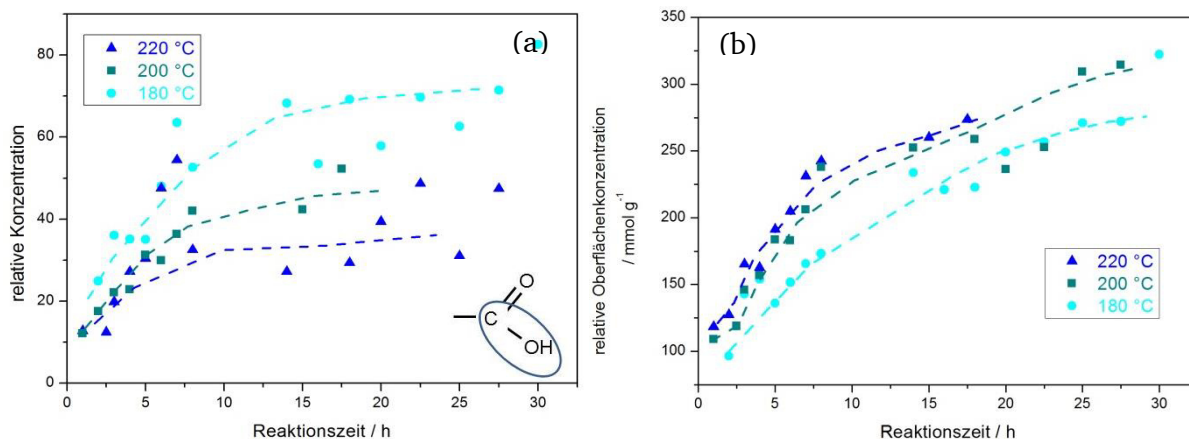 (a)
220 °C
200 °C
180 °C
relative Konzentration
80
60
40
20
0
0 5 10 15 20 25 30
Reaktionszeit / h
O
C
OH
(b)
relative Oberflächenkonzentration
/ mmol g⁻¹
350
300
250
200
150
100
220 °C
200 °C
180 °C
0 5 10 15 20 25 30
Reaktionszeit / h